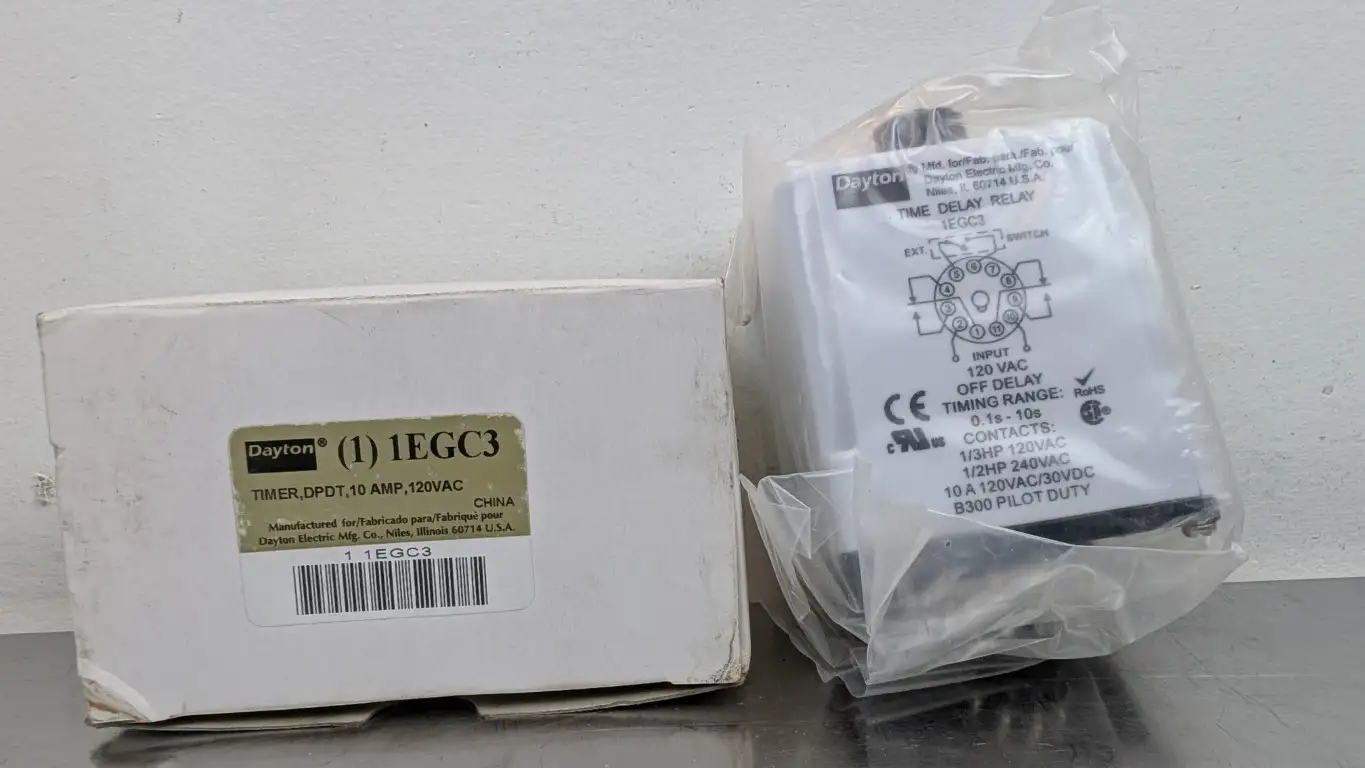 Dayton® (1) 1EGC3
TIMER,DPDT,10 AMP,120VAC
CHINA
Manufactured for/Fabricado para/Fabriqué pour
Dayton Electric Mfg. Co., Niles, Illinois 60714 U.S.A.
1 1EGC3
Dayton® Mfd. for/Fab. para./Fab. pour
Dayton Electric Mfg. Co.
Niles, IL 60714 U.S.A.
TIME DELAY RELAY
1EGC3
EXT. SWITCH
5 6 7
4 8
3 9
2 1 11 10
INPUT
120 VAC
OFF DELAY
TIMING RANGE:
0.1s - 10s
CONTACTS:
1/3HP 120VAC
1/2HP 240VAC
10 A 120VAC/30VDC
B300 PILOT DUTY
CE
c UR us
RoHS